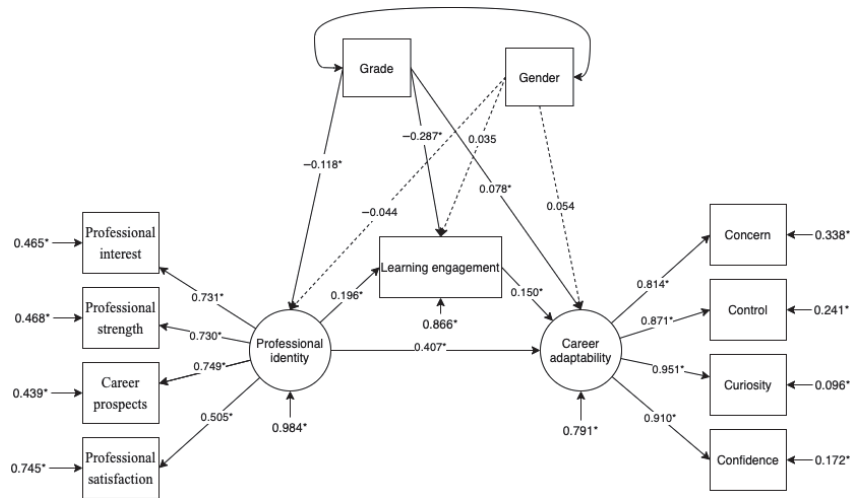 Grade
Gender
−0.287*
0.035
−0.118*
0.078*
−0.044
0.054
0.465*
Professional
interest
Concern
0.338*
Learning engagement
0.814*
0.731*
0.196*
0.150*
0.468*
Professional
strength
Control
0.241*
0.871*
0.866*
0.730*
Professional
identity
0.407*
Career
adaptability
0.749*
0.951*
0.439*
Career
prospects
Curiosity
0.096*
0.505*
0.910*
0.984*
0.791*
0.745*
Professional
satisfaction
Confidence
0.172*